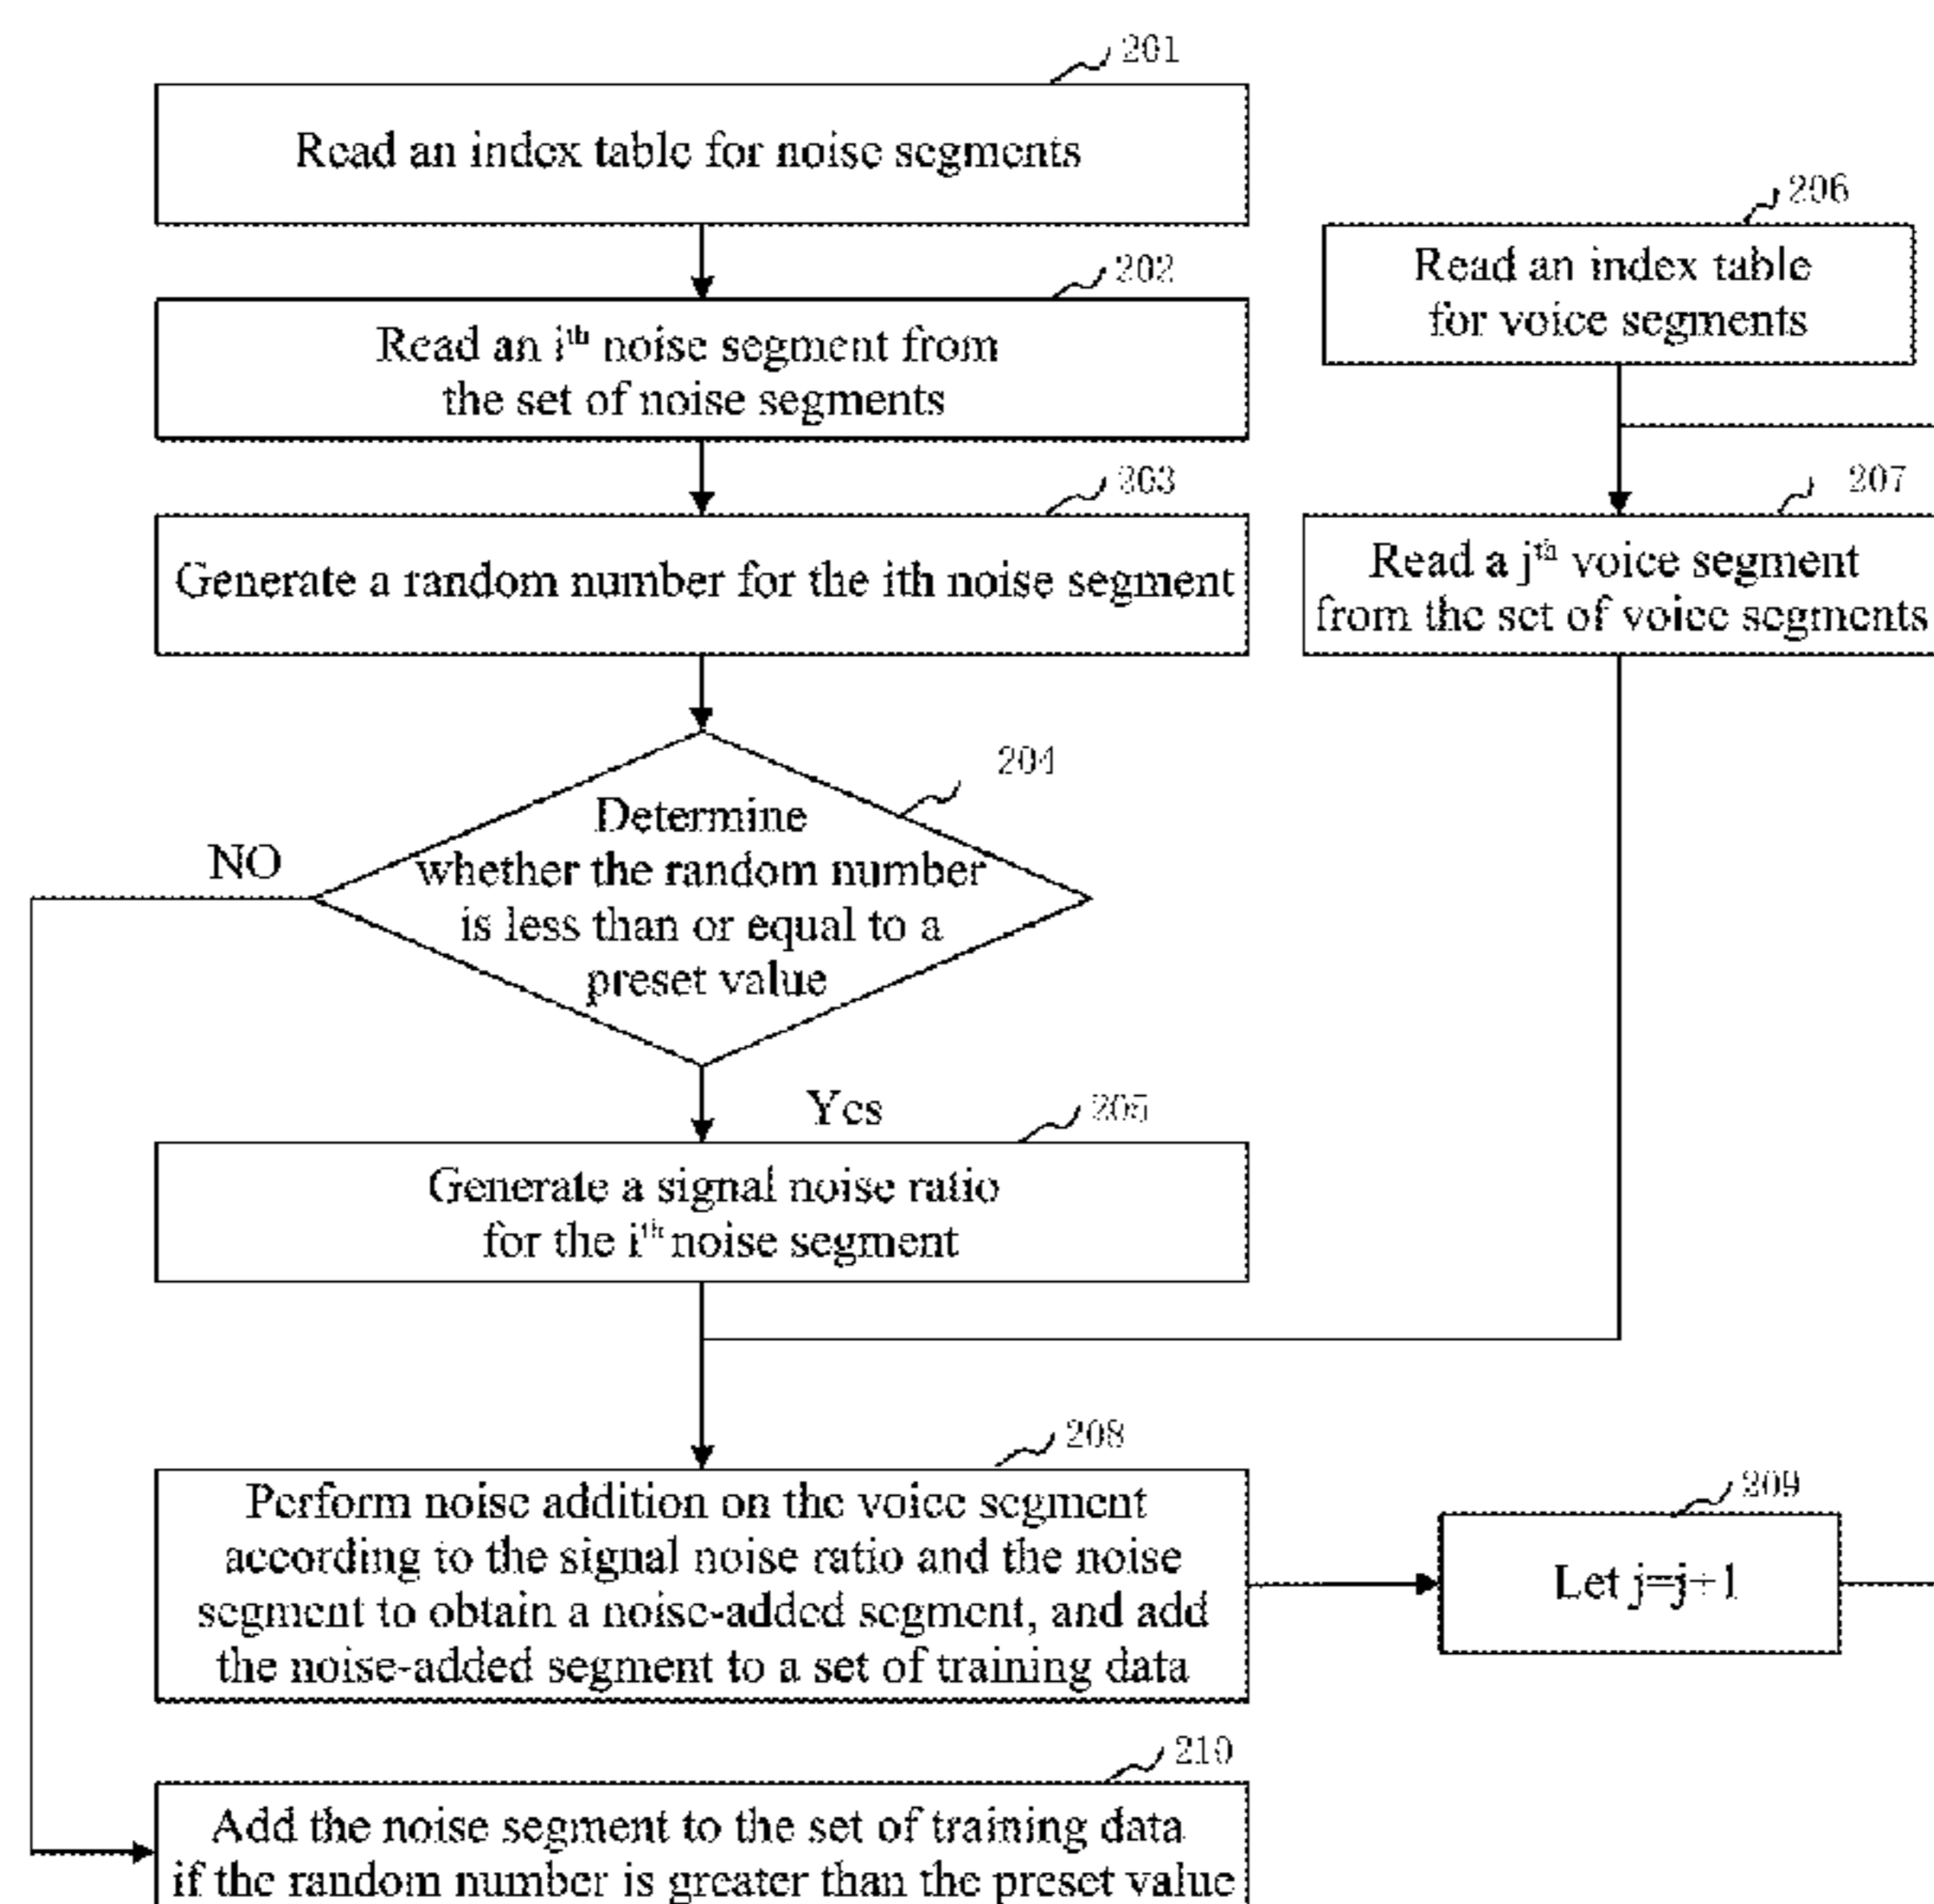 201
Read an index table for noise segments
202
Read an ith noise segment from
the set of noise segments
203
Generate a random number for the ith noise segment
204
Determine
whether the random number
is less than or equal to a
preset value
NO
Yes
205
Generate a signal noise ratio
for the ith noise segment
206
Read an index table
for voice segments
207
Read a jth voice segment
from the set of voice segments
208
Perform noise addition on the voice segment
according to the signal noise ratio and the noise
segment to obtain a noise-added segment, and add
the noise-added segment to a set of training data
209
Let j=j+1
210
Add the noise segment to the set of training data
if the random number is greater than the preset value